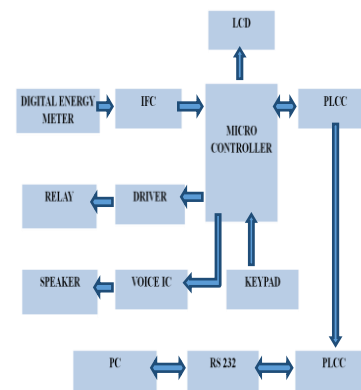 LCD
DIGITAL ENERGY
METER
IFC
MICRO
CONTROLLER
PLCC
RELAY
DRIVER
SPEAKER
VOICE IC
KEYPAD
PC
RS 232
PLCC